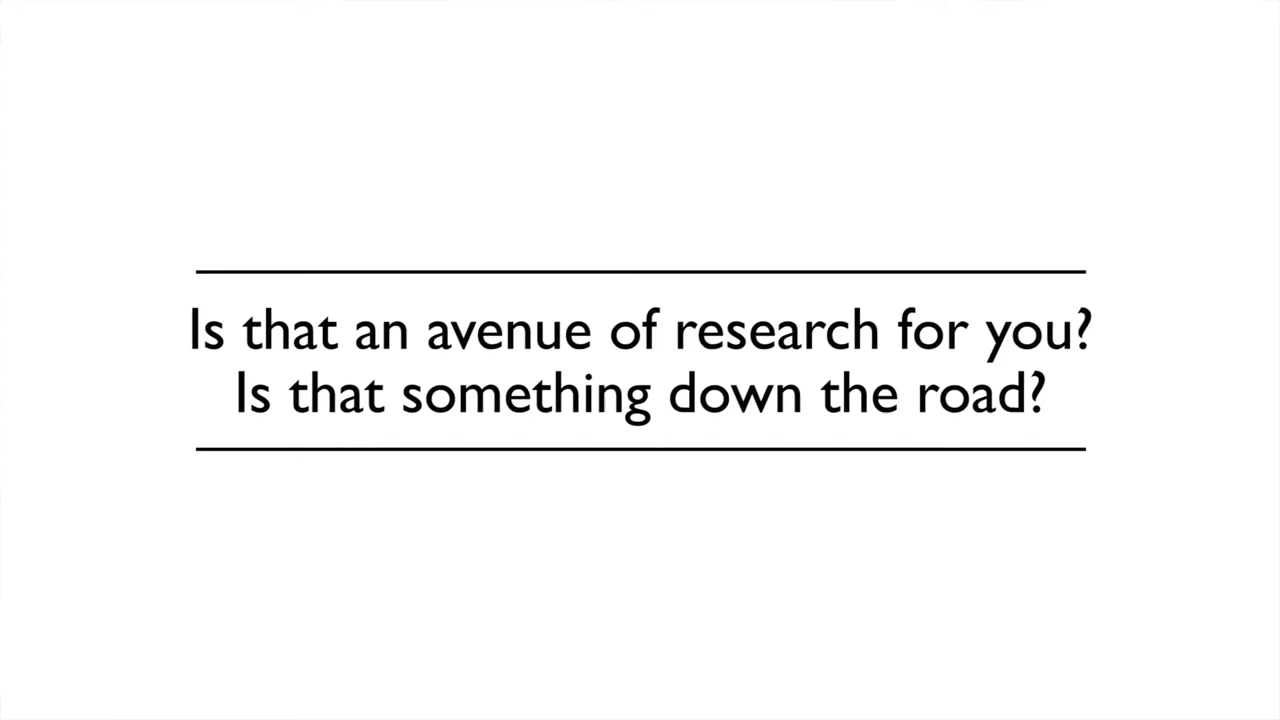 Is that an avenue of research for you?
Is that something down the road?